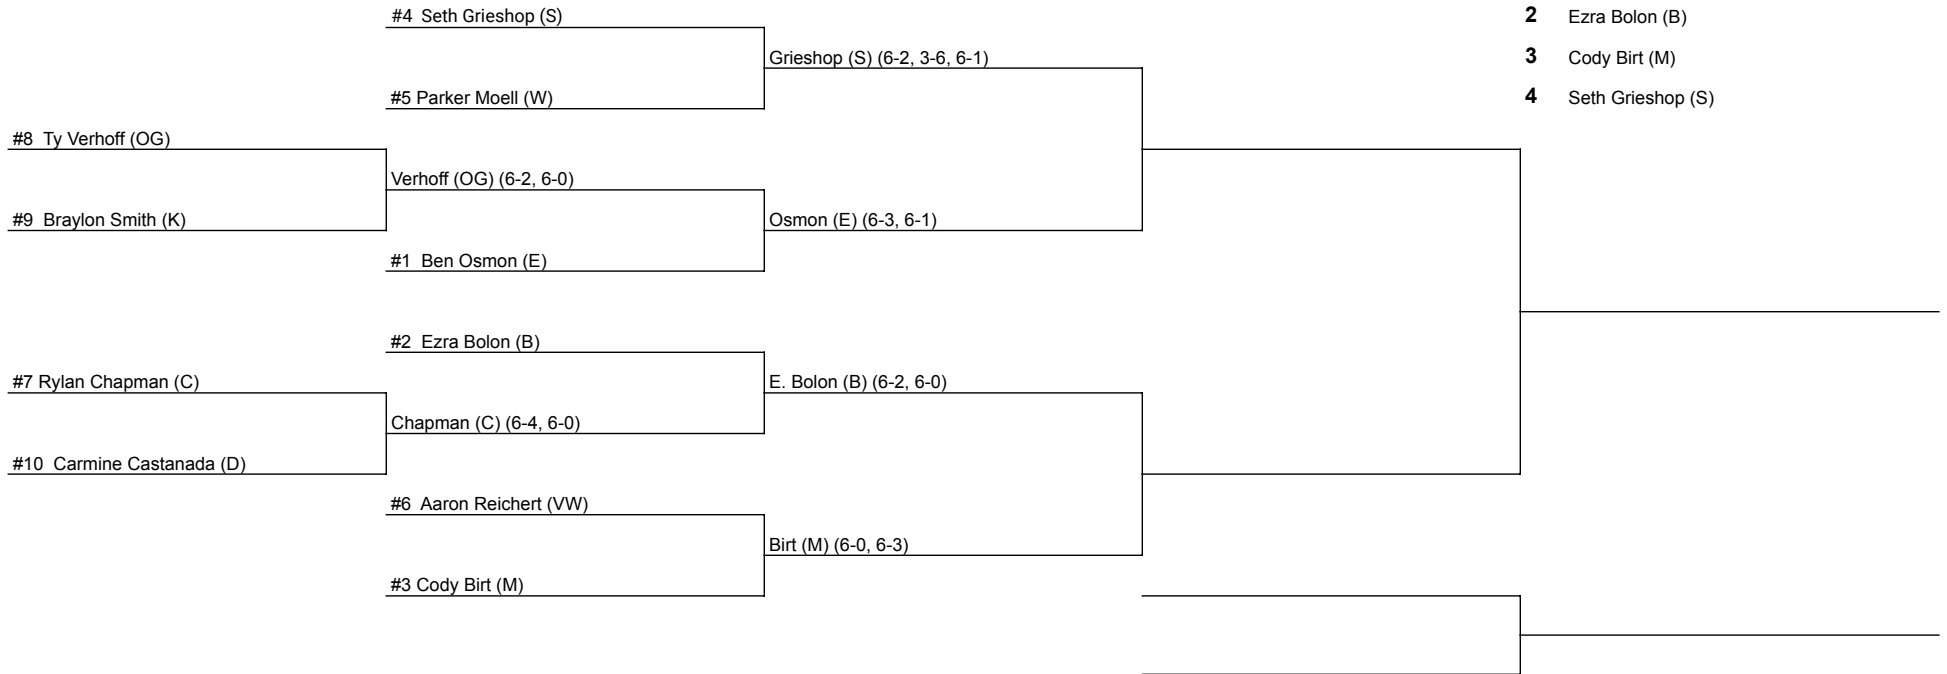 #4 Seth Grieshop (S)
2 Ezra Bolon (B)
Grieshop (S) (6-2, 3-6, 6-1)
3 Cody Birt (M)
#5 Parker Moell (W)
4 Seth Grieshop (S)
#8 Ty Verhoff (OG)
Verhoff (OG) (6-2, 6-0)
#9 Braylon Smith (K)
Osmon (E) (6-3, 6-1)
#1 Ben Osmon (E)
#2 Ezra Bolon (B)
#7 Rylan Chapman (C)
E. Bolon (B) (6-2, 6-0)
Chapman (C) (6-4, 6-0)
#10 Carmine Castanada (D)
#6 Aaron Reichert (VW)
Birt (M) (6-0, 6-3)
#3 Cody Birt (M)